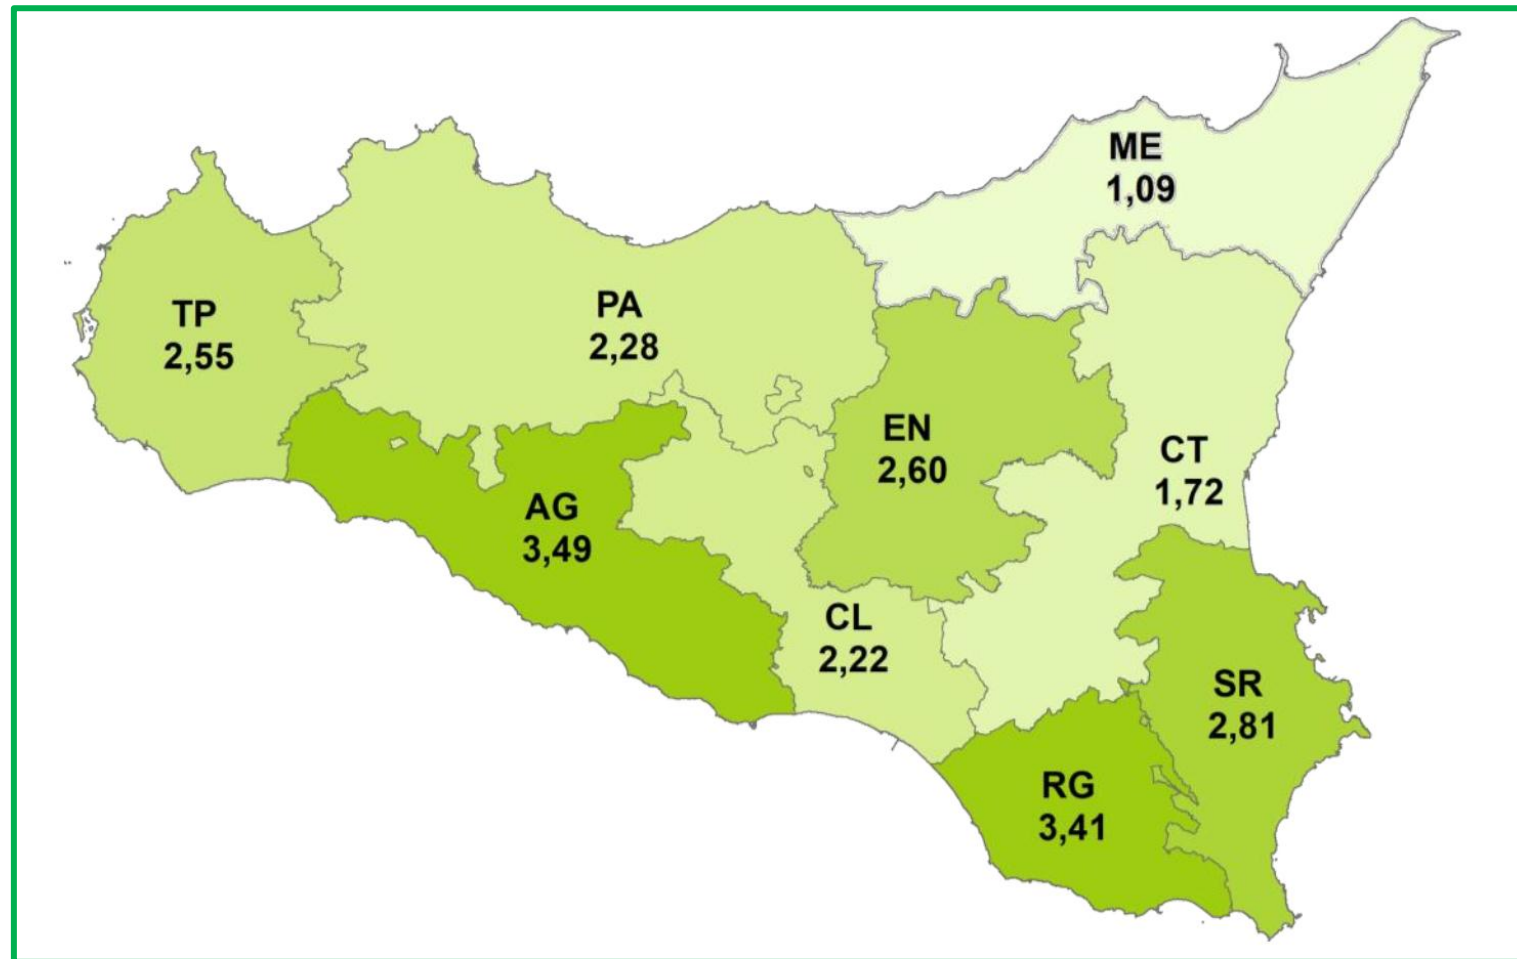 ME
1,09
TP
2,55
PA
2,28
EN
2,60
CT
1,72
AG
3,49
CL
2,22
SR
2,81
RG
3,41